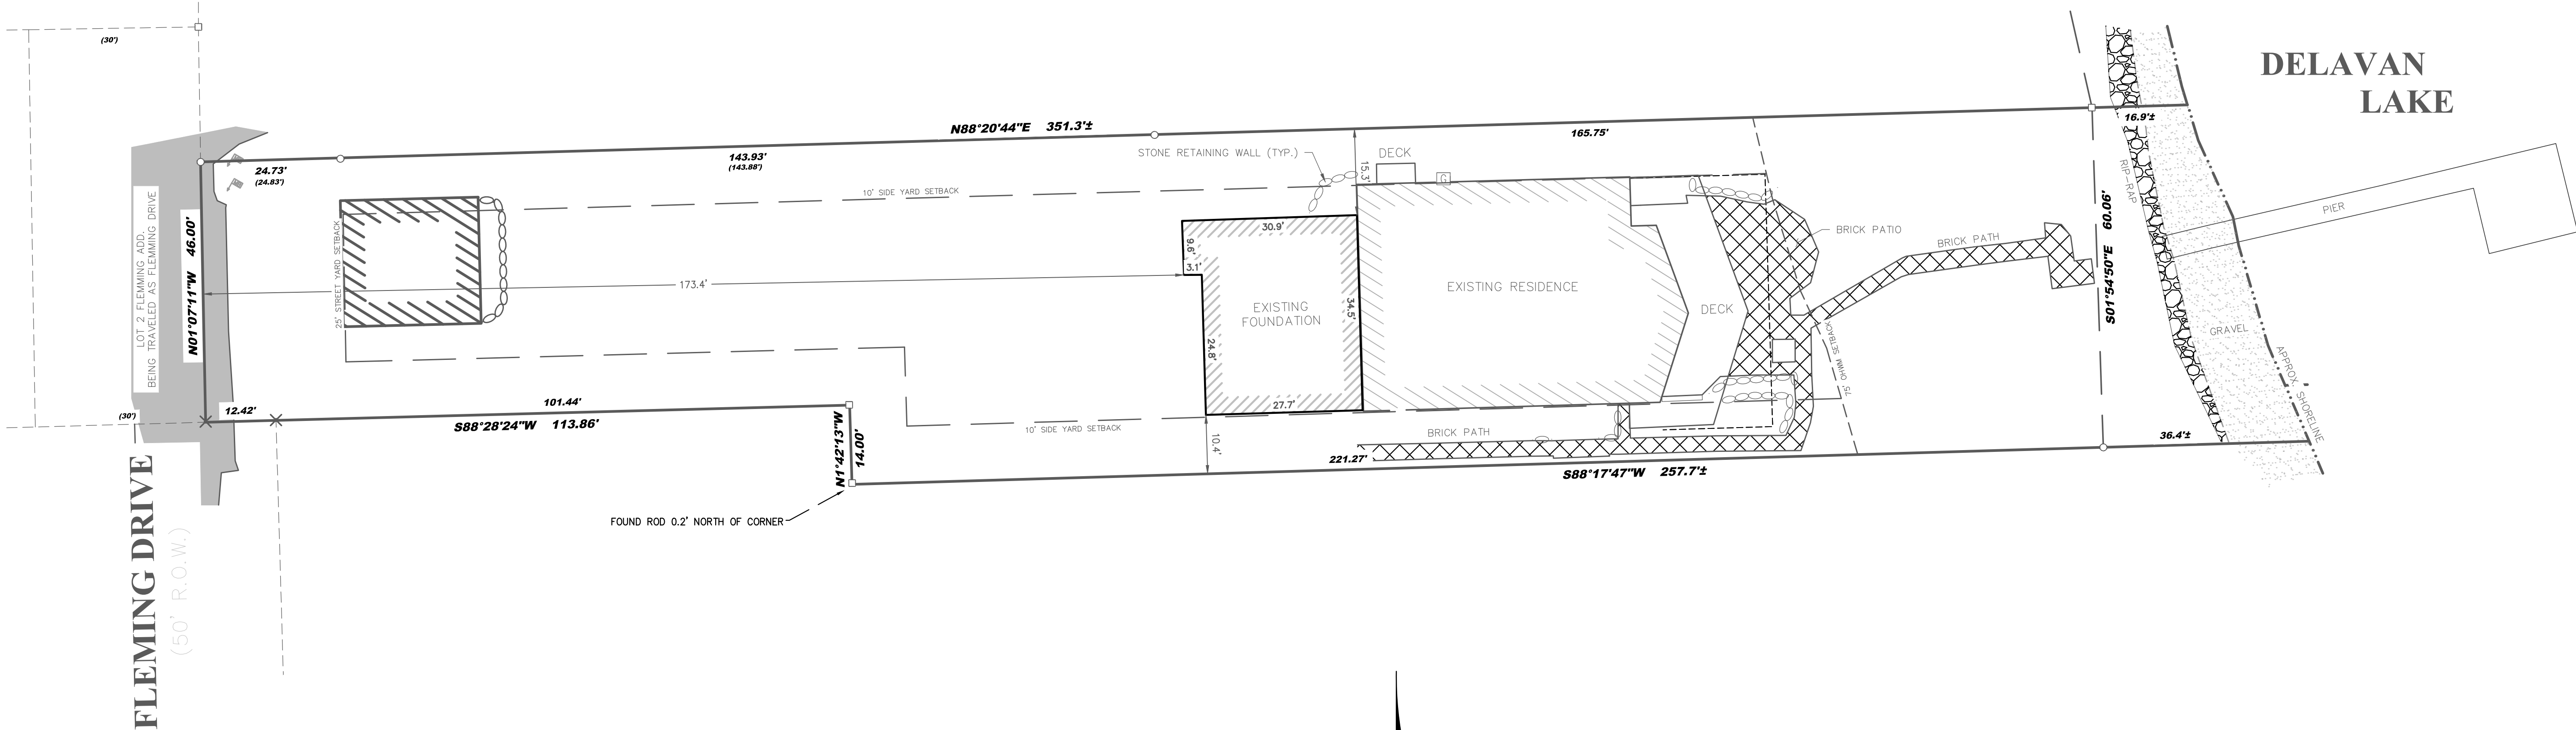 (30')
DELAVAN
LAKE
N88°20'44"E 351.3'±
165.75'
16.9'±
143.93'
(143.88')
24.73'
(24.83')
STONE RETAINING WALL (TYP.)
DECK
15.3'
G
10' SIDE YARD SETBACK
RIP-RAP
LOT 2 FLEMMING ADD.
BEING TRAVELED AS FLEMMING DRIVE
N01°07'11"W 46.00'
25' STREET YARD SETBACK
30.9'
9.6'
3.1'
173.4'
EXISTING
FOUNDATION
34.5'
24.8'
27.7'
EXISTING RESIDENCE
DECK
BRICK PATIO
BRICK PATH
75' OHWM SETBACK
S01°54'50"E 60.06'
PIER
GRAVEL
APPROX. SHORELINE
(30')
12.42'
101.44'
S88°28'24"W 113.86'
N1°42'13"W
14.00'
10' SIDE YARD SETBACK
10.4'
BRICK PATH
221.27'
S88°17'47"W 257.7'±
36.4'±
FOUND ROD 0.2' NORTH OF CORNER
FLEMING DRIVE
(50' R.O.W.)